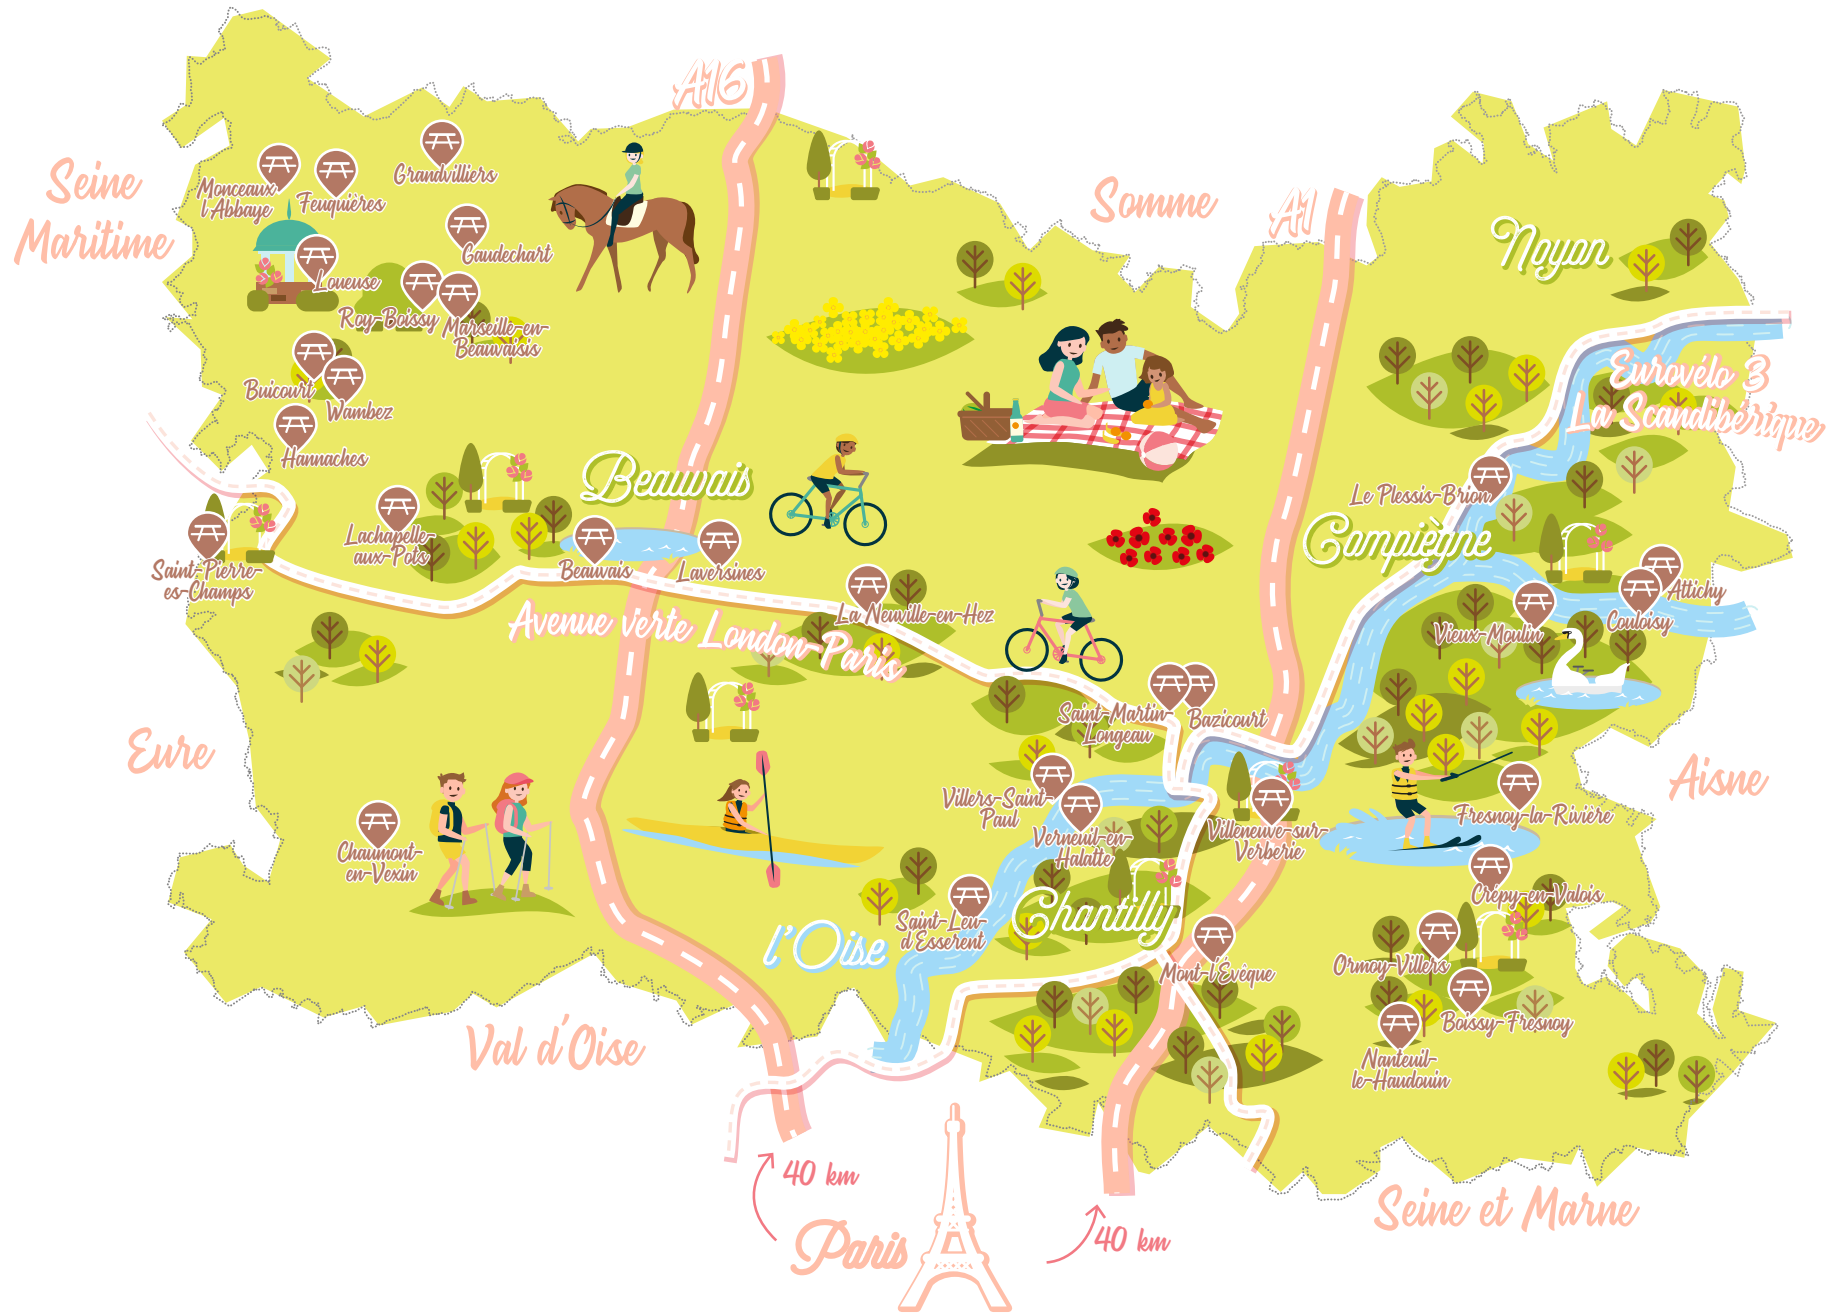 A16
Seine
Maritime
Somme
A1
Noyon
Grandvilliers
Monceaux
l'Abbaye
Feuquières
Gaudechart
Loueuse
Roy-Boissy
Marseille-en-
Beauvaisis
Buicourt
Wambez
Hannaches
Eurovélo 3
La Scandibérique
Beauvais
Le Plessis-Brion
Compiègne
Lachapelle-
aux-Pots
Saint-Pierre-
es-Champs
Beauvais
Laversines
La Neuville-en-Hez
Avenue verte London-Paris
Attichy
Couloisy
Vieux-Moulin
Saint-Martin-
Longeau
Bazicourt
Eure
Aisne
Villers-Saint-
Paul
Verneuil-en-
Halatte
Villeneuve-sur-
Verberie
Fresnoy-la-Rivière
Chaumont-
en-Vexin
Crépy-en-Valois
Saint-Leu-
d'Esserent
Chantilly
l'Oise
Ormoy-Villers
Mont-l'Évêque
Boissy-Fresnoy
Nanteuil-
le-Haudouin
Val d'Oise
40 km
Paris
40 km
Seine et Marne